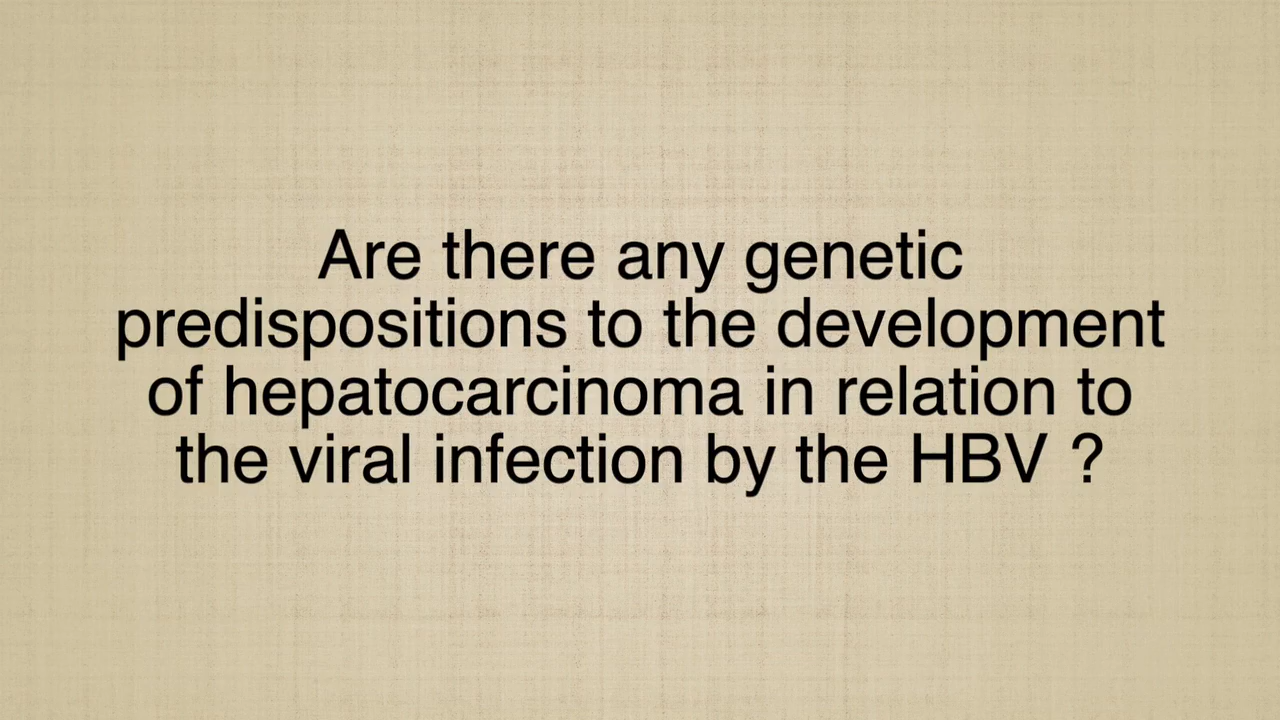 Are there any genetic
predispositions to the development
of hepatocarcinoma in relation to
the viral infection by the HBV ?